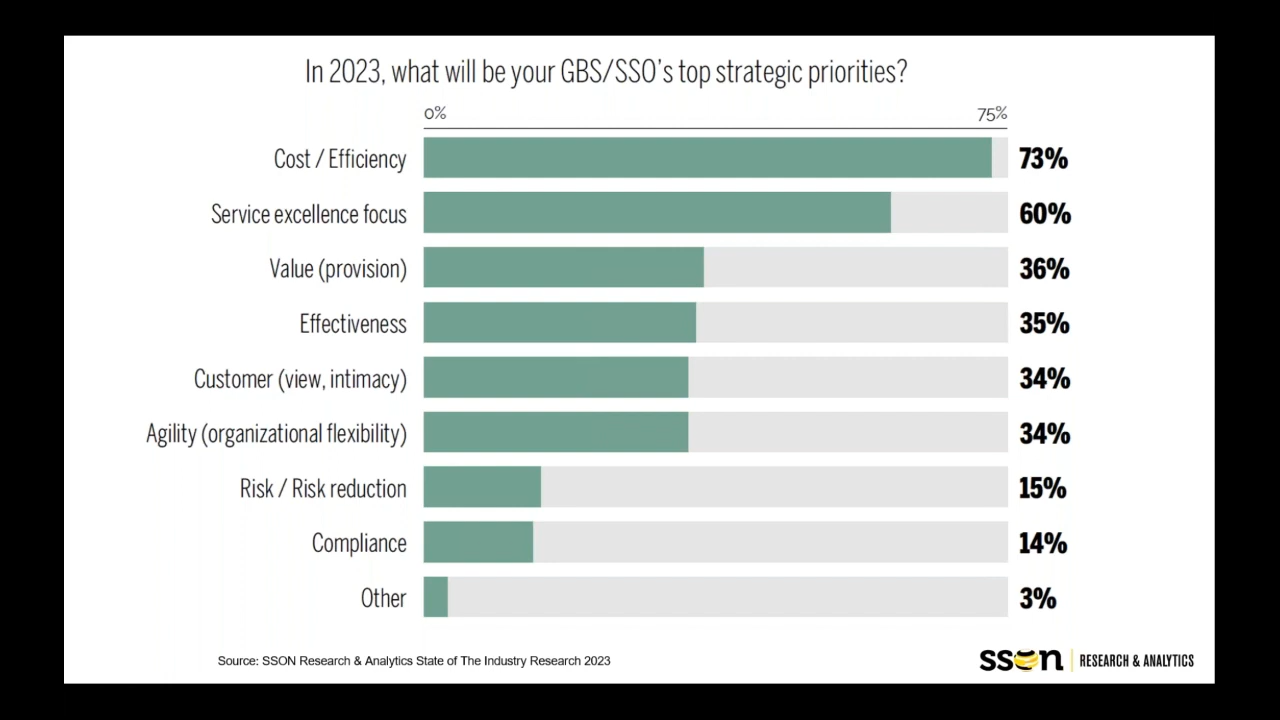 In 2023, what will be your GBS/SSO's top strategic priorities?
0% 75%
Cost / Efficiency 73%
Service excellence focus 60%
Value (provision) 36%
Effectiveness 35%
Customer (view, intimacy) 34%
Agility (organizational flexibility) 34%
Risk / Risk reduction 15%
Compliance 14%
Other 3%
Source: SSON Research & Analytics State of The Industry Research 2023
sson | RESEARCH & ANALYTICS